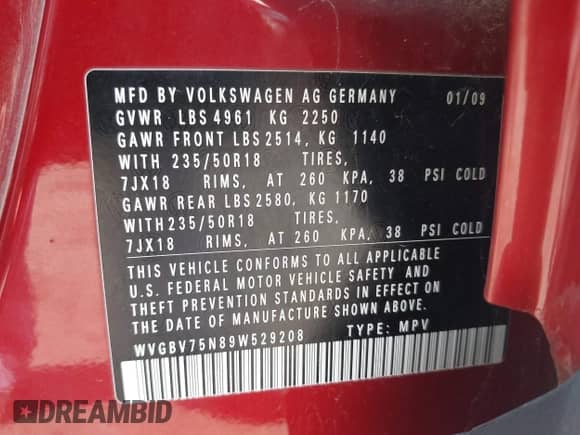 MFD BY VOLKSWAGEN AG GERMANY 01/09
GVWR LBS 4961 KG 2250
GAWR FRONT LBS 2514, KG 1140
WITH 235/50R18 TIRES,
7JX18 RIMS, AT 260 KPA, 38 PSI COLD
GAWR REAR LBS 2580, KG 1170
WITH 235/50R18 TIRES,
7JX18 RIMS, AT 260 KPA, 38 PSI COLD
THIS VEHICLE CONFORMS TO ALL APPLICABLE
U.S. FEDERAL MOTOR VEHICLE SAFETY AND
THEFT PREVENTION STANDARDS IN EFFECT ON
THE DATE OF MANUFACTURE SHOWN ABOVE.
WVGBV75N89W529208 TYPE: MPV
DREAMBID